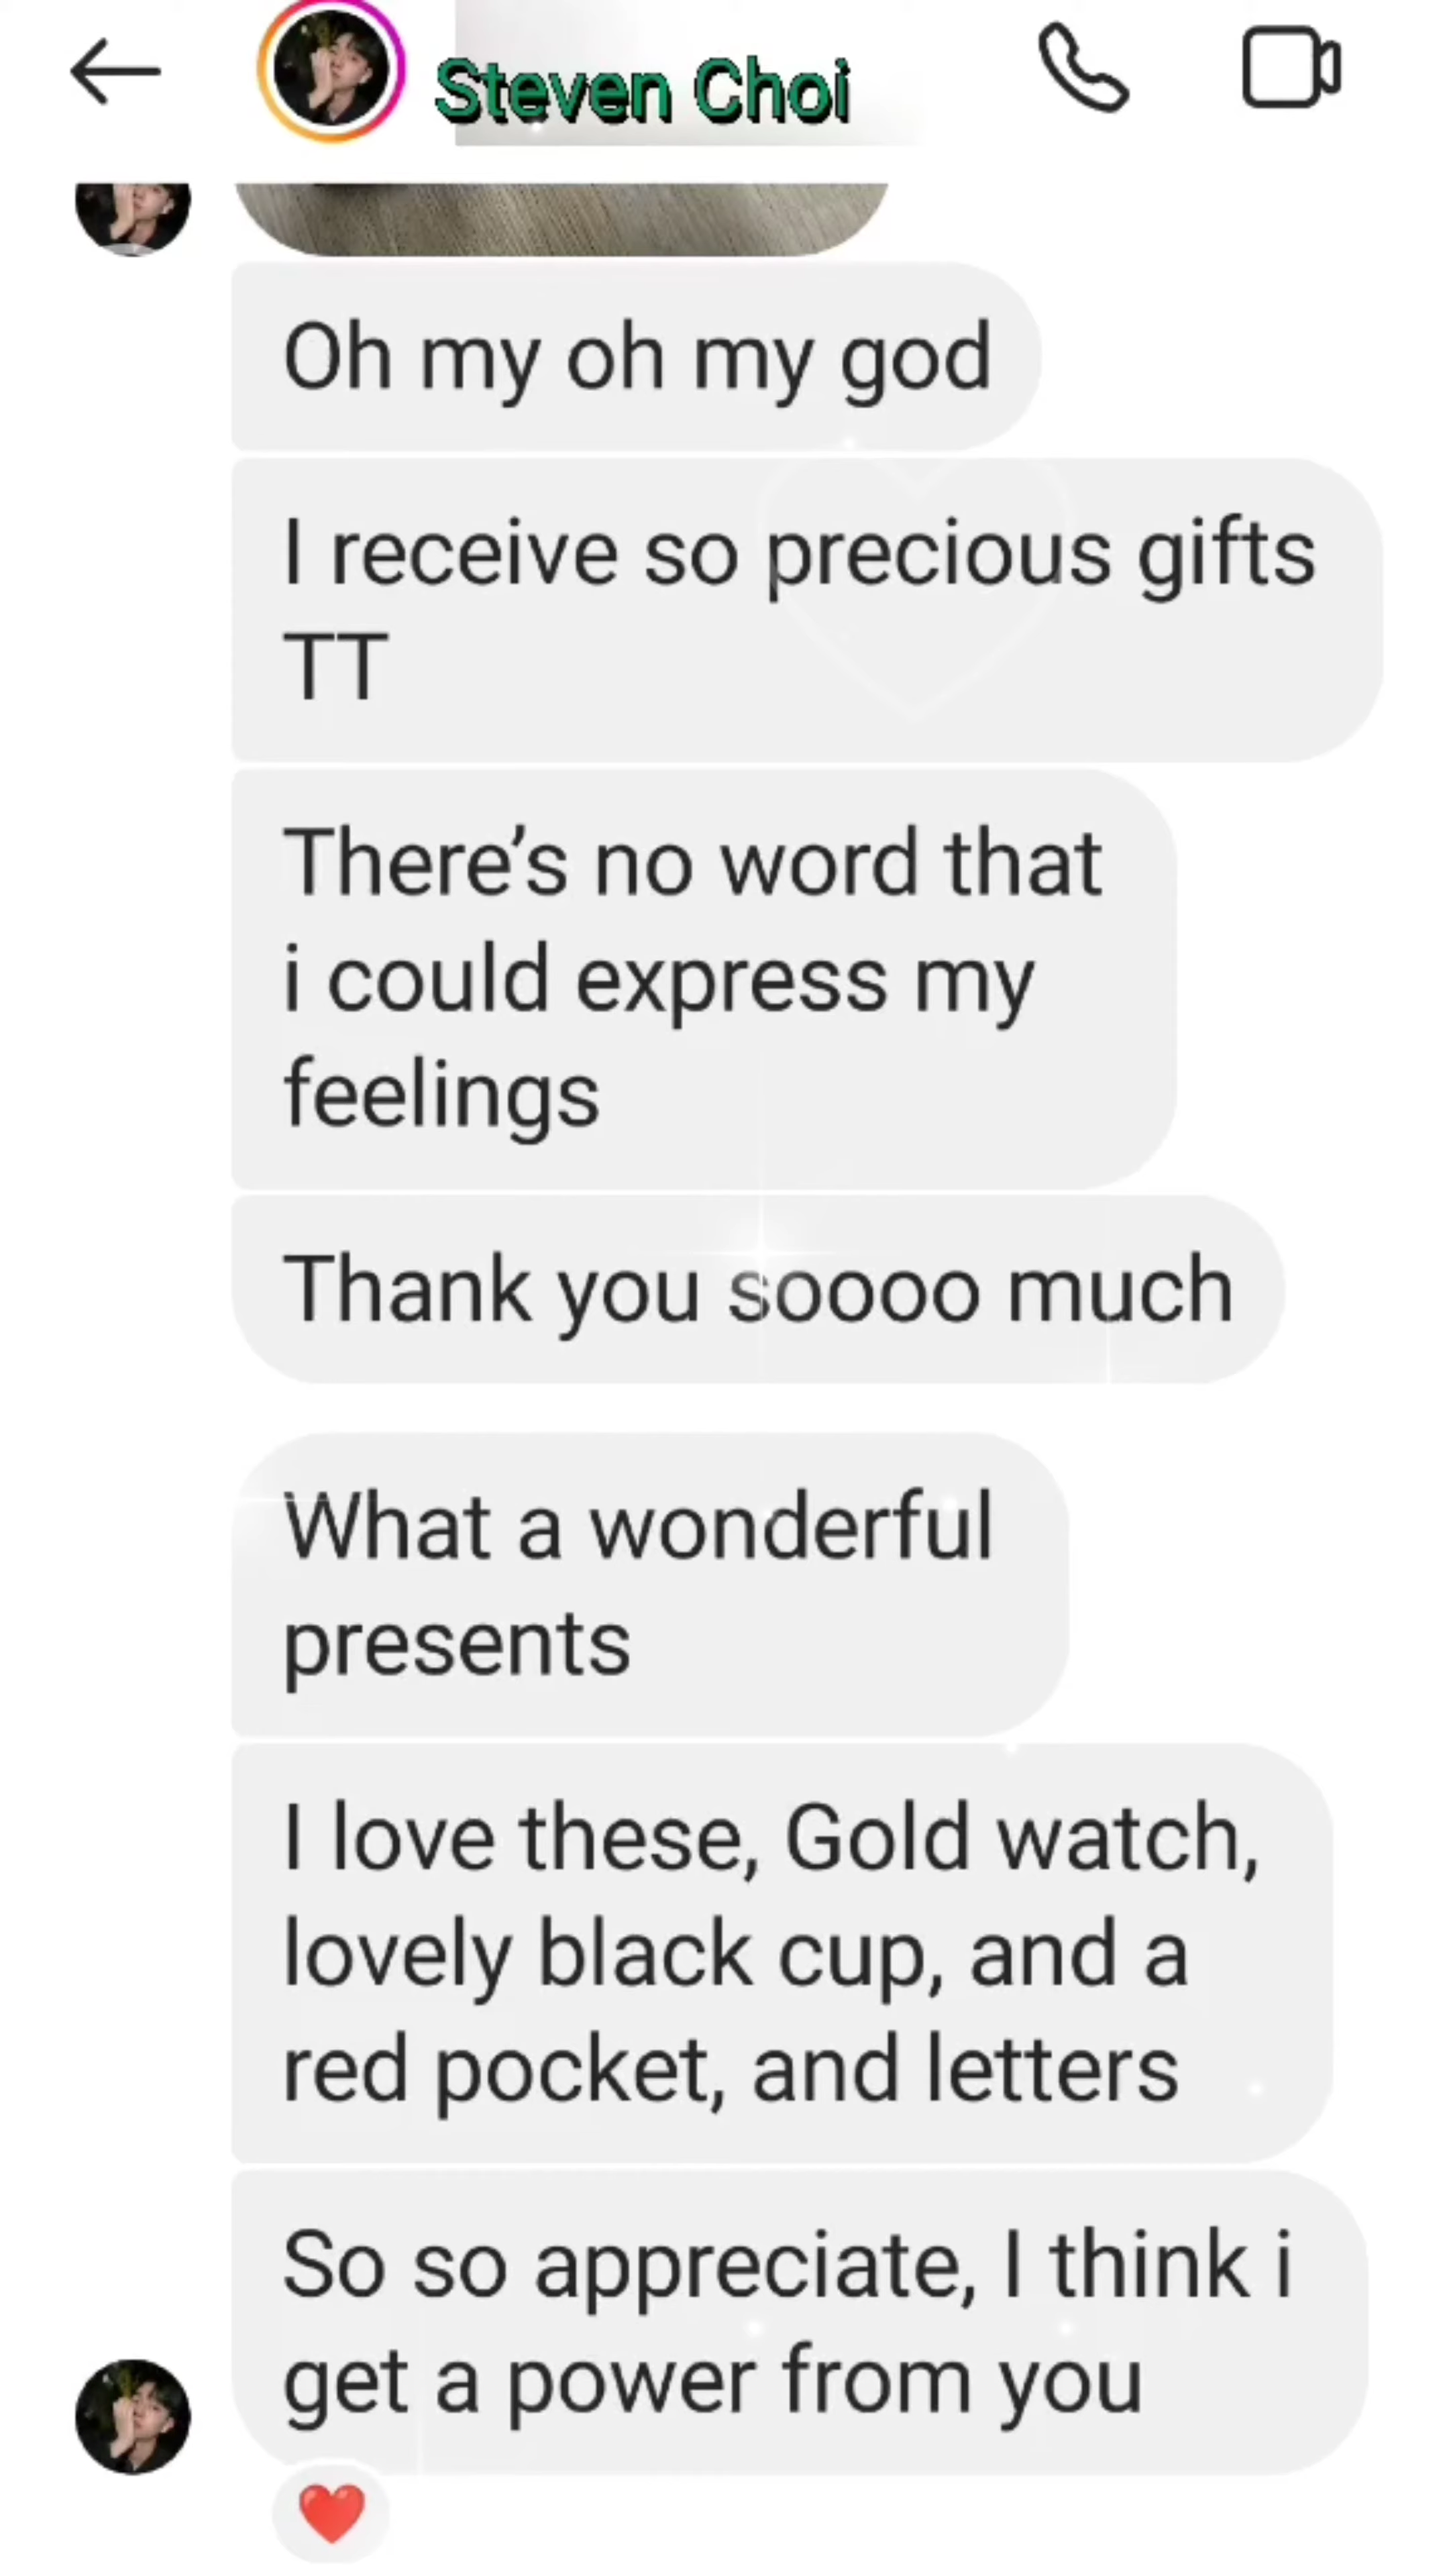 Steven Choi
Oh my oh my god
I receive so precious gifts
TT
There’s no word that
i could express my
feelings
Thank you soooo much
What a wonderful
presents
I love these, Gold watch,
lovely black cup, and a
red pocket, and letters
So so appreciate, I think i
get a power from you